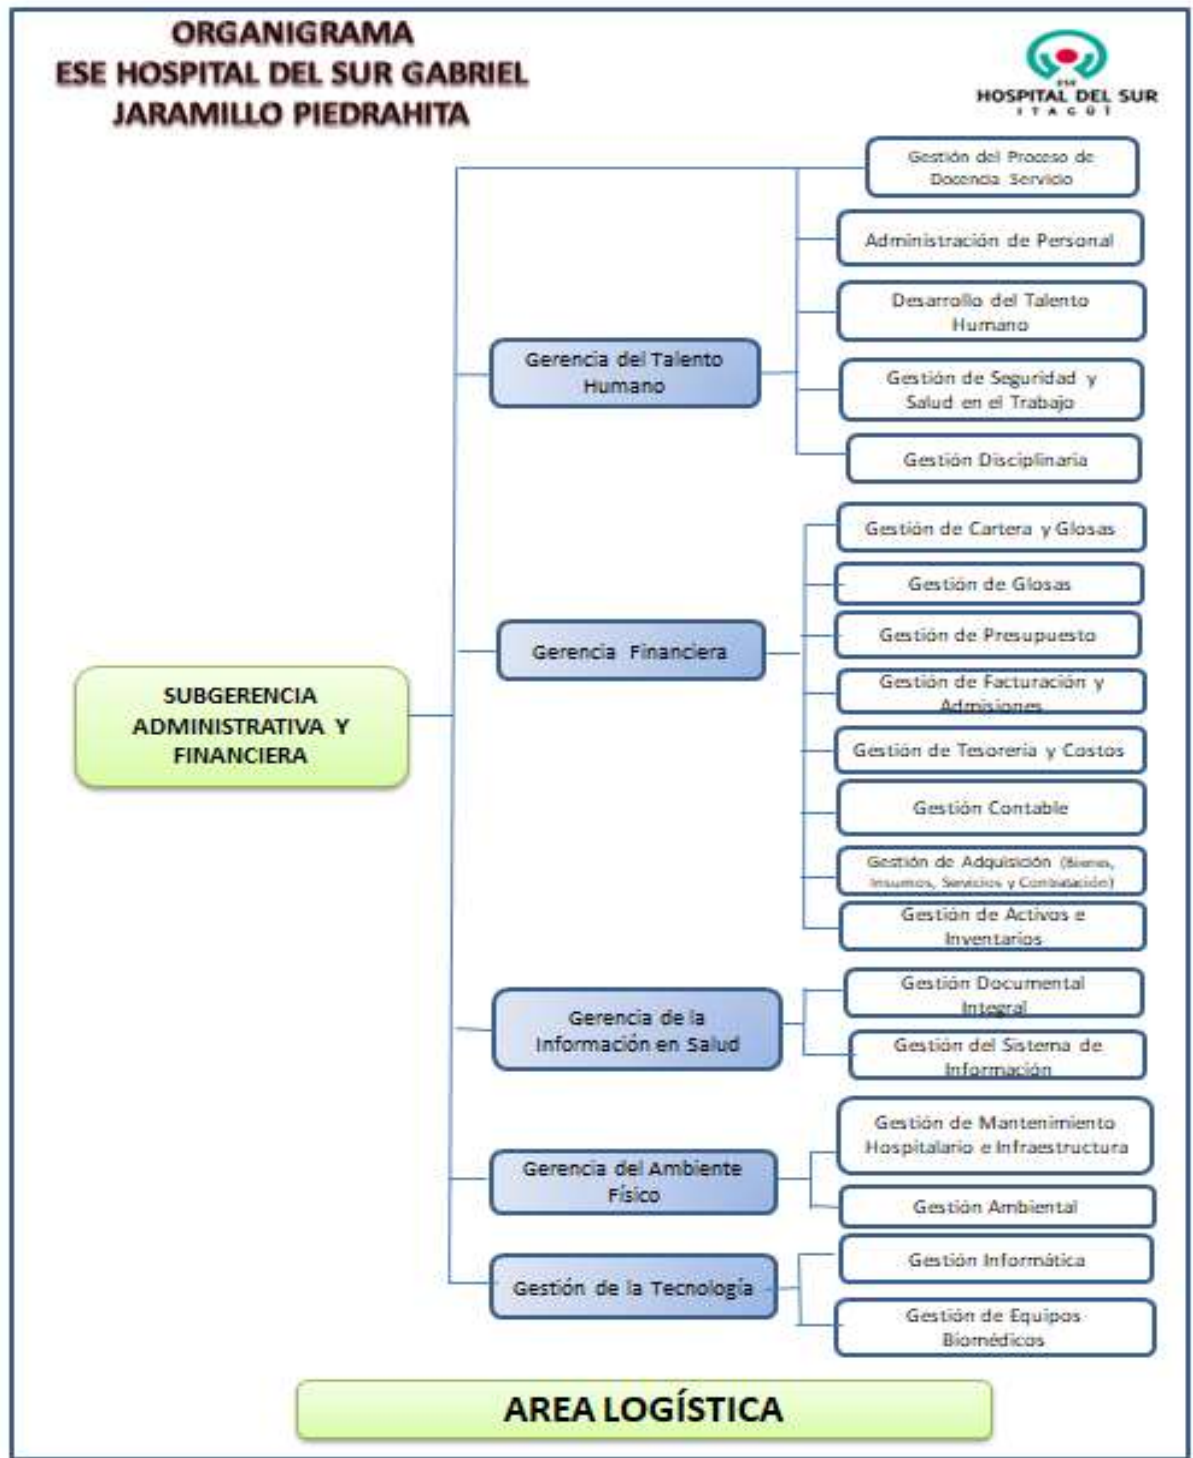 ORGANIGRAMA
ESE HOSPITAL DEL SUR GABRIEL
JARAMILLO PIEDRAHITA
ESE
HOSPITAL DEL SUR
ITAGÜÍ
Gestión del Proceso de
Docencia Servicio
Administración de Personal
Desarrollo del Talento
Humano
Gerencia del Talento
Humano
Gestión de Seguridad y
Salud en el Trabajo
Gestión Disciplinaria
Gestión de Cartera y Glosas
Gestión de Glosas
Gerencia Financiera
Gestión de Presupuesto
Gestión de Facturación y
Admisiones
SUBGERENCIA
ADMINISTRATIVA Y
FINANCIERA
Gestión de Tesorería y Costos
Gestión Contable
Gestión de Adquisición (Bienes,
Insumos, Servicios y Contratación)
Gestión de Activos e
Inventarios
Gerencia de la
Información en Salud
Gestión Documental
Integral
Gestión del Sistema de
Información
Gerencia del Ambiente
Físico
Gestión de Mantenimiento
Hospitalario e Infraestructura
Gestión Ambiental
Gestión de la Tecnología
Gestión Informática
Gestión de Equipos
Biomédicos
AREA LOGÍSTICA